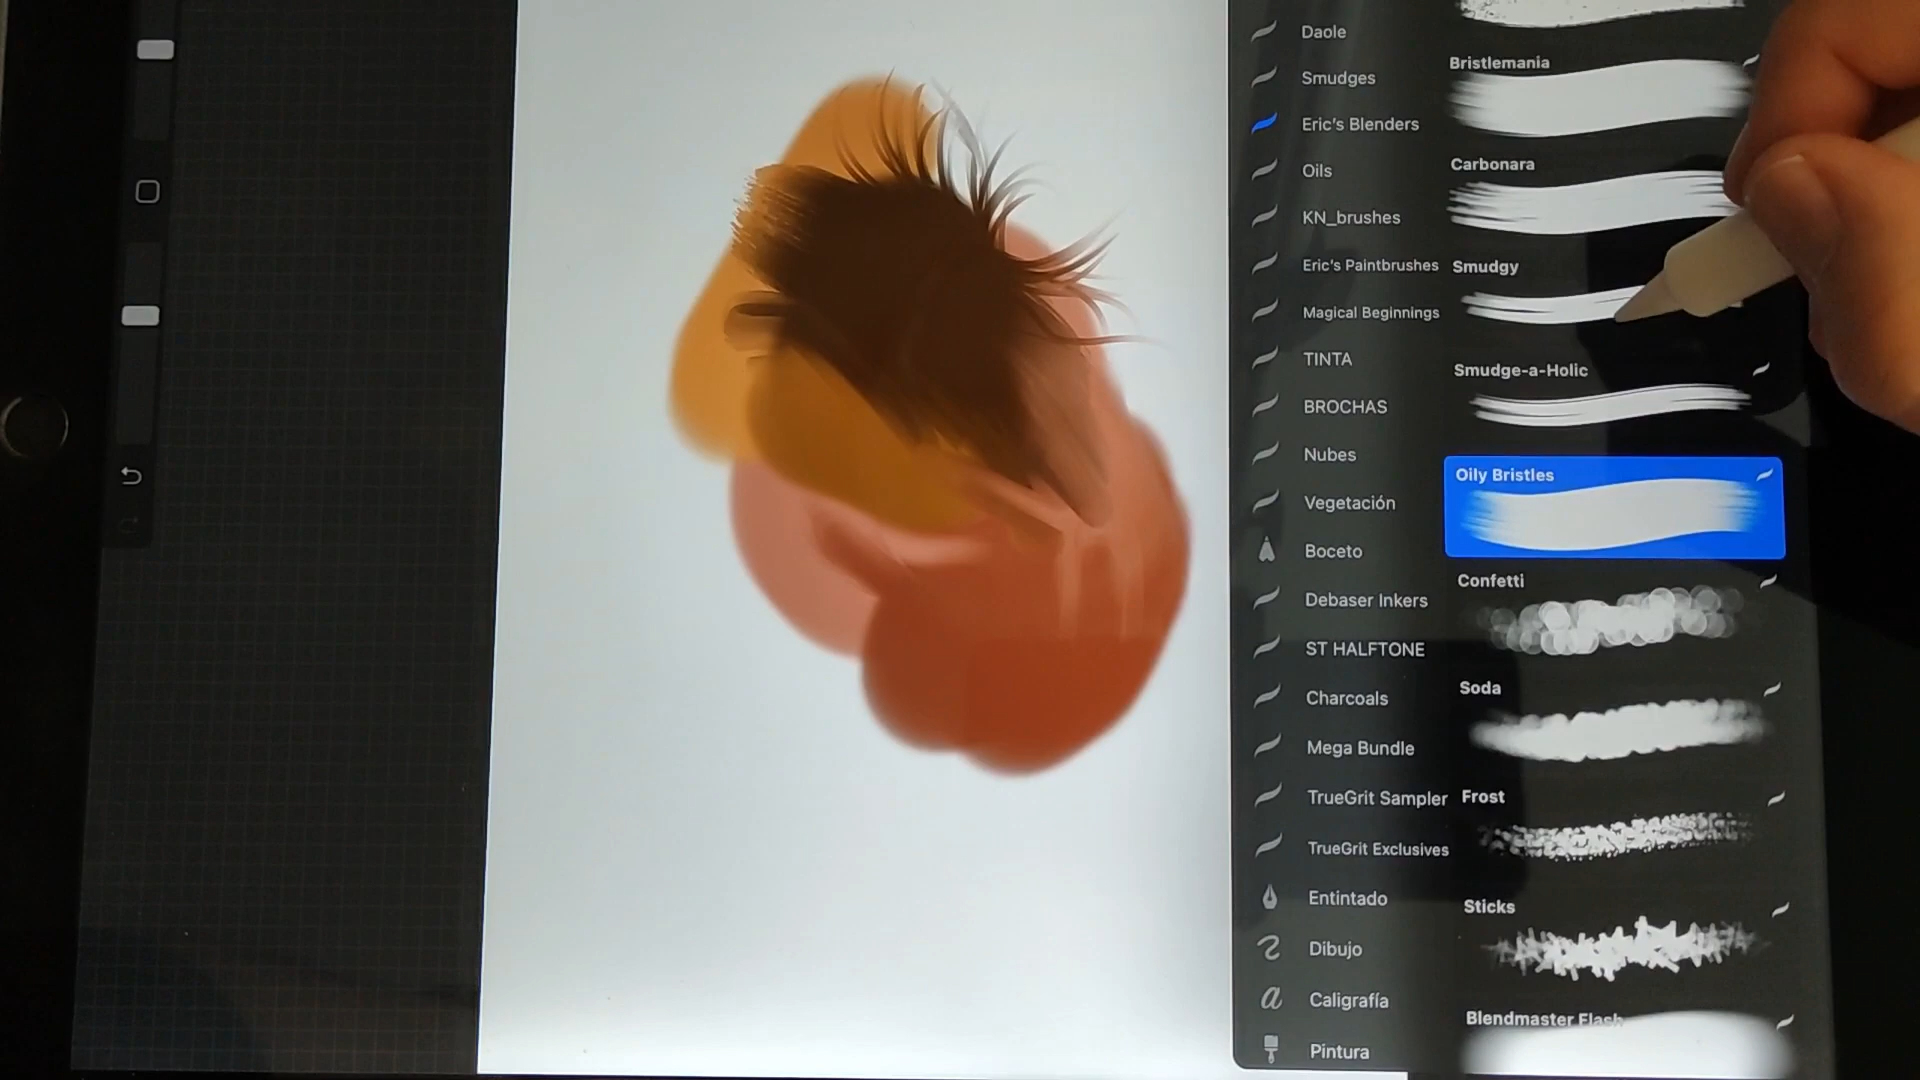 Daole
Smudges
Eric's Blenders
Oils
KN_brushes
Eric's Paintbrushes
Magical Beginnings
TINTA
BROCHAS
Nubes
Vegetación
Boceto
Debaser Inkers
ST HALFTONE
Charcoals
Mega Bundle
TrueGrit Sampler
TrueGrit Exclusives
Entintado
Dibujo
Caligrafía
Pintura
Bristlemania
Carbonara
Smudgy
Smudge-a-Holic
Oily Bristles
Confetti
Soda
Frost
Sticks
Blendmaster Flash